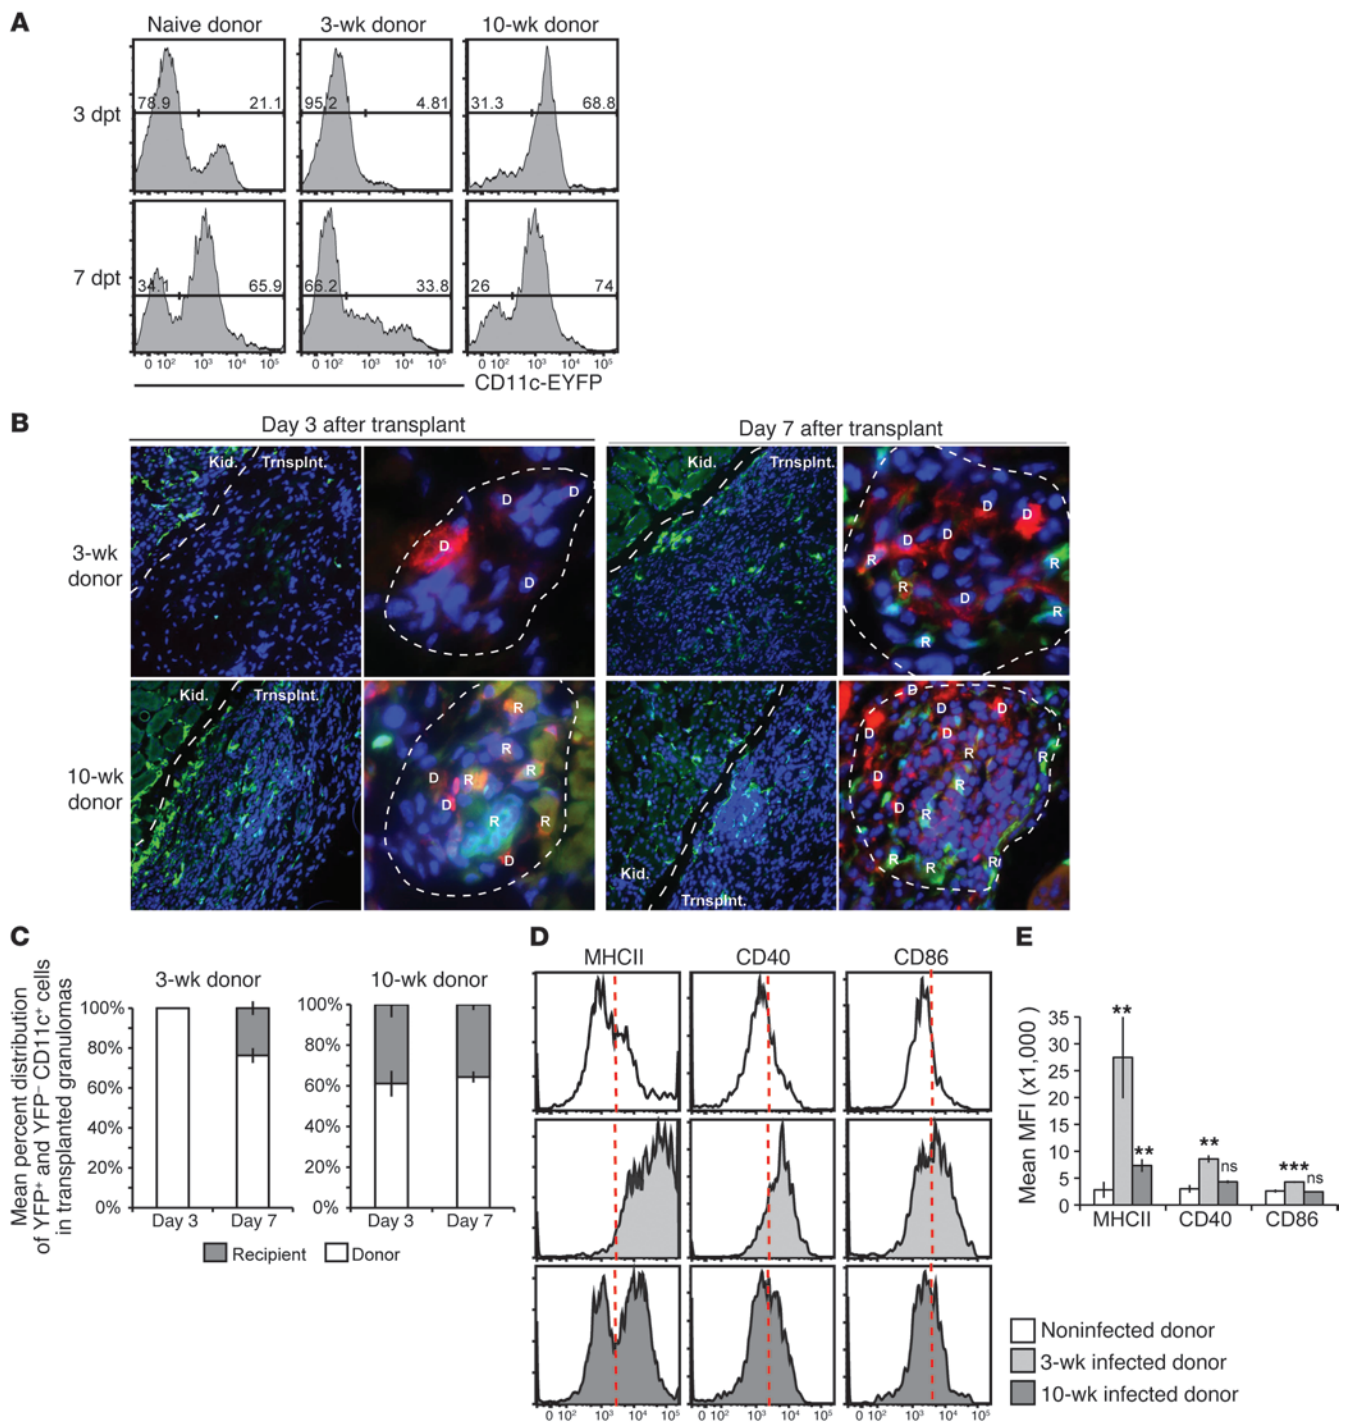 A
Naive donor
3-wk donor
10-wk donor
3 dpt
78.9 21.1
95.2 4.81
31.3 68.8
7 dpt
34.1 65.9
66.2 33.8
26 74
0 10² 10³ 10⁴ 10⁵
0 10² 10³ 10⁴ 10⁵
0 10² 10³ 10⁴ 10⁵
CD11c-EYFP
B
Day 3 after transplant
Day 7 after transplant
3-wk
donor
Kid. Trnsplnt.
D D
D
D
Kid. Trnsplnt.
D
D
D D
R R
R
D
R
R
10-wk
donor
Kid. Trnsplnt.
R
R
D R R
D
R R
D
Kid.
Trnsplnt.
D
D D
D D
R R
D
R
D
R
R R R
C
Mean percent distribution
of YFP⁺ and YFP⁻ CD11c⁺ cells
in transplanted granulomas
3-wk donor
100%
80%
60%
40%
20%
0%
Day 3 Day 7
10-wk donor
100%
80%
60%
40%
20%
0%
Day 3 Day 7
Recipient Donor
D
MHCII
CD40
CD86
0 10² 10³ 10⁴ 10⁵
0 10² 10³ 10⁴ 10⁵
0 10² 10³ 10⁴ 10⁵
E
Mean MFI (x1,000 )
35
30
25
20
15
10
5
0
**
**
**
ns
***
ns
MHCII CD40 CD86
Noninfected donor
3-wk infected donor
10-wk infected donor